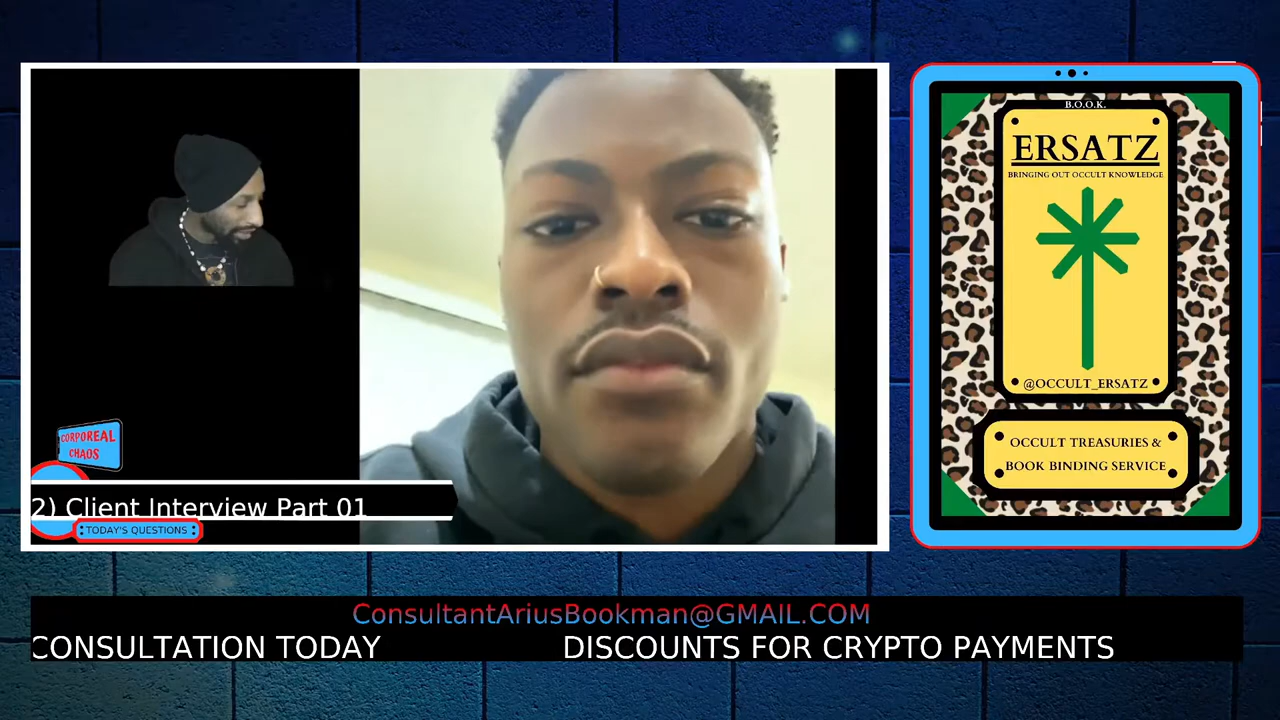 CORPOREAL
CHAOS
2) Client Interview Part 01
TODAY'S QUESTIONS
B.O.O.K.
ERSATZ
BRINGING OUT OCCULT KNOWLEDGE
@OCCULT_ERSATZ
OCCULT TREASURIES &
BOOK BINDING SERVICE
ConsultantAriusBookman@GMAIL.COM
CONSULTATION TODAY DISCOUNTS FOR CRYPTO PAYMENTS